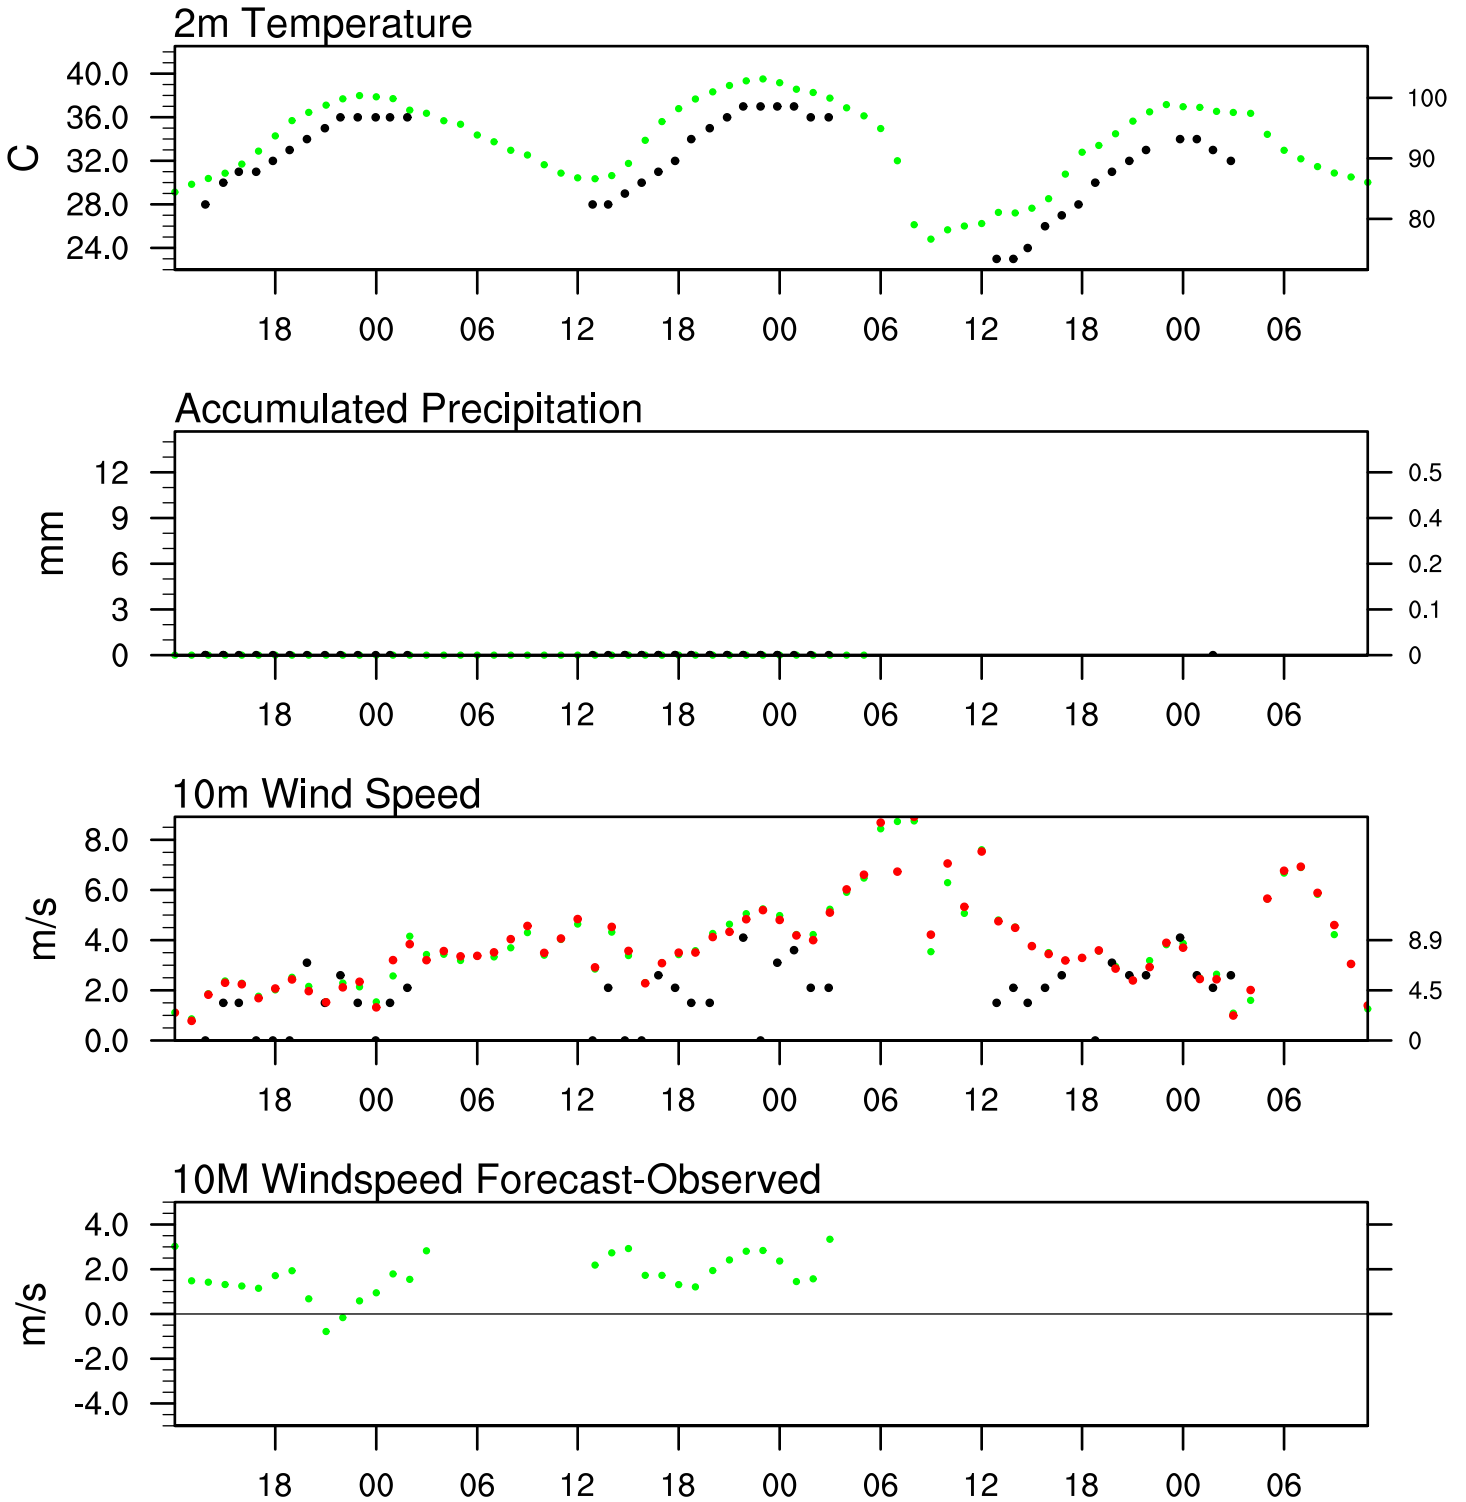 2m Temperature
40.0
36.0 100
C
32.0 90
28.0
80
24.0
18 00 06 12 18 00 06 12 18 00 06
Accumulated Precipitation
12 0.5
9 0.4
mm
6 0.2
3 0.1
0 0
18 00 06 12 18 00 06 12 18 00 06
10m Wind Speed
8.0
6.0
m/s
4.0 8.9
2.0 4.5
0.0 0
18 00 06 12 18 00 06 12 18 00 06
10M Windspeed Forecast-Observed
4.0
2.0
m/s
0.0
-2.0
-4.0
18 00 06 12 18 00 06 12 18 00 06